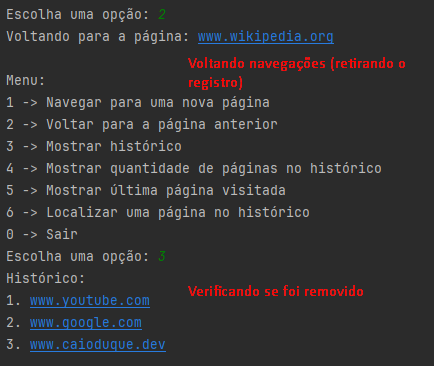 Escolha uma opção: 2
Voltando para a página: www.wikipedia.org
Voltando navegações (retirando o
registro)
Menu:
1 -> Navegar para uma nova página
2 -> Voltar para a página anterior
3 -> Mostrar histórico
4 -> Mostrar quantidade de páginas no histórico
5 -> Mostrar última página visitada
6 -> Localizar uma página no histórico
0 -> Sair
Escolha uma opção: 3
Histórico:
Verificando se foi removido
1. www.youtube.com
2. www.google.com
3. www.caioduque.dev